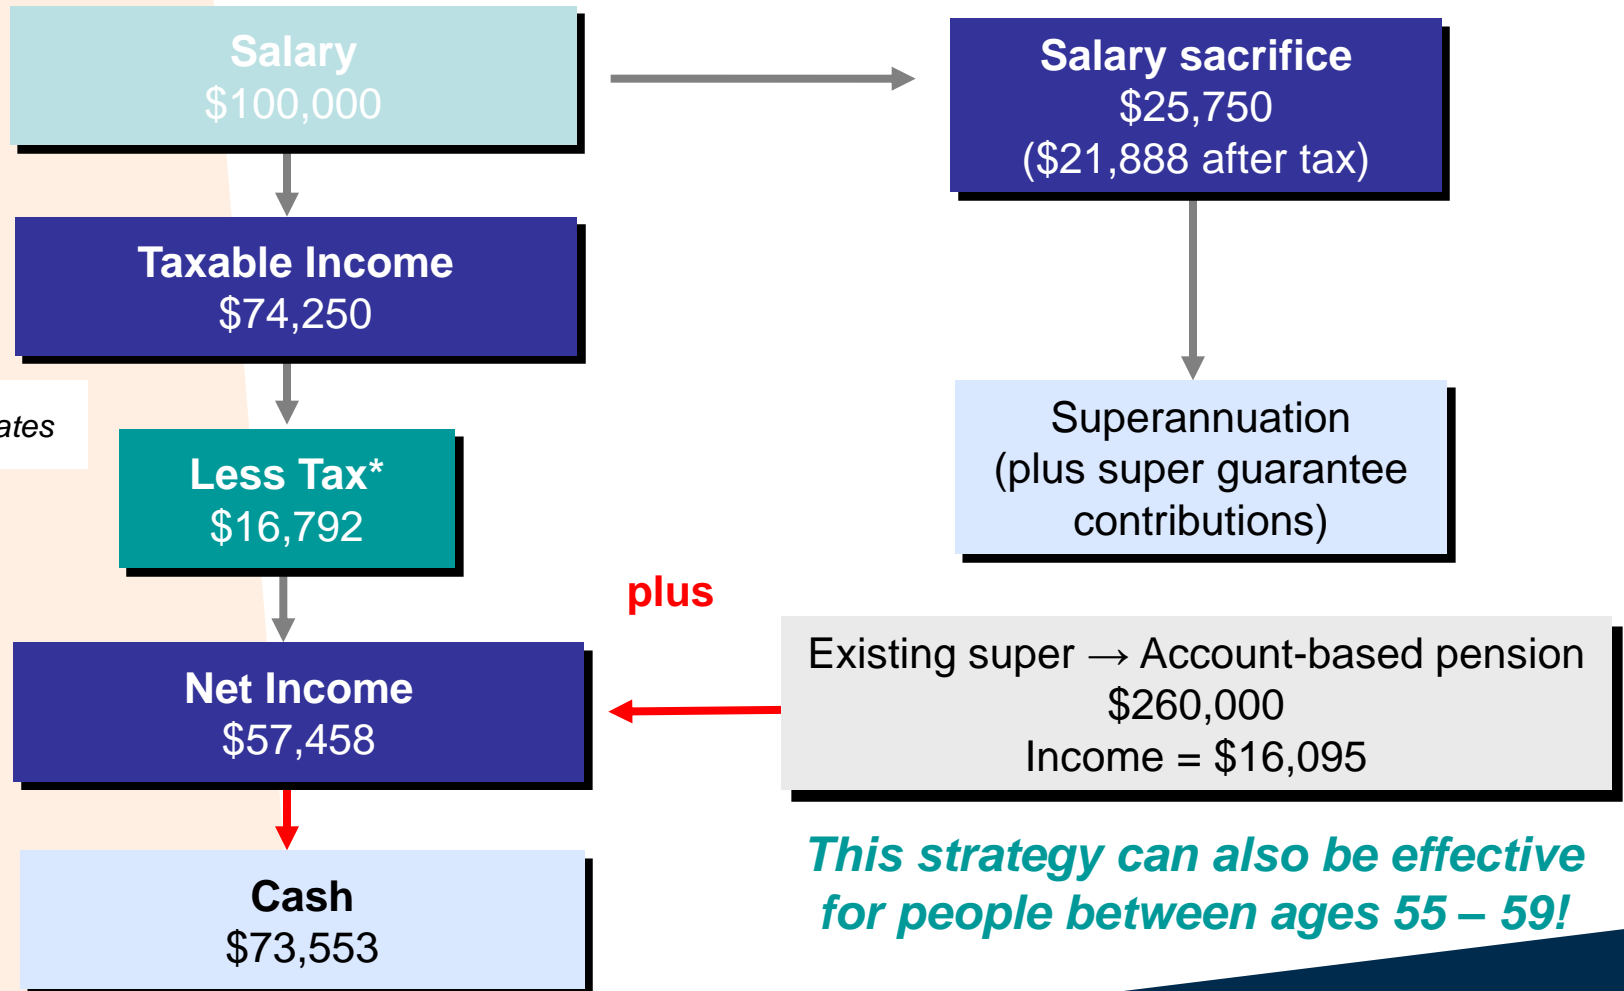 Salary
$100,000
Salary sacrifice
$25,750
($21,888 after tax)
Taxable Income
$74,250
Less Tax*
$16,792
Superannuation
(plus super guarantee
contributions)
plus
Net Income
$57,458
Existing super → Account-based pension
$260,000
Income = $16,095
Cash
$73,553
This strategy can also be effective
for people between ages 55 – 59!